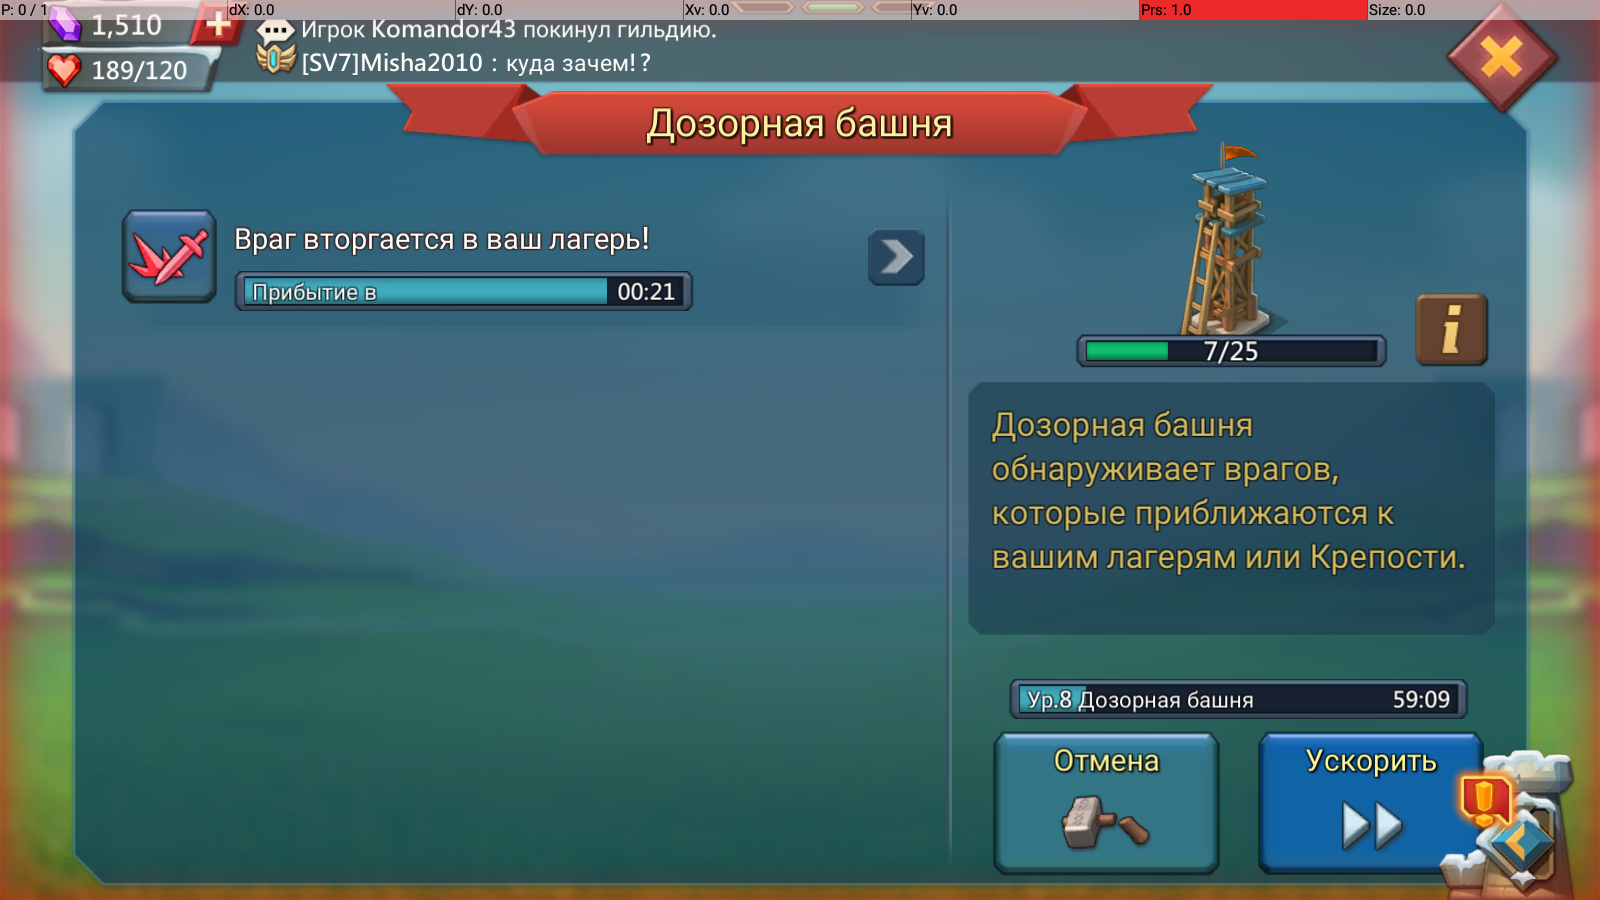 P: 0 / 1 dX: 0.0 dY: 0.0 Xv: 0.0 Yv: 0.0 Prs: 1.0 Size: 0.0
1,510
Игрок Komandor43 покинул гильдию.
189/120
[SV7]Misha2010 : куда зачем!?
Дозорная башня
Враг вторгается в ваш лагерь!
Прибытие в 00:21
7/25
i
Дозорная башня
обнаруживает врагов,
которые приближаются к
вашим лагерям или Крепости.
Ур.8 Дозорная башня 59:09
Отмена
Ускорить